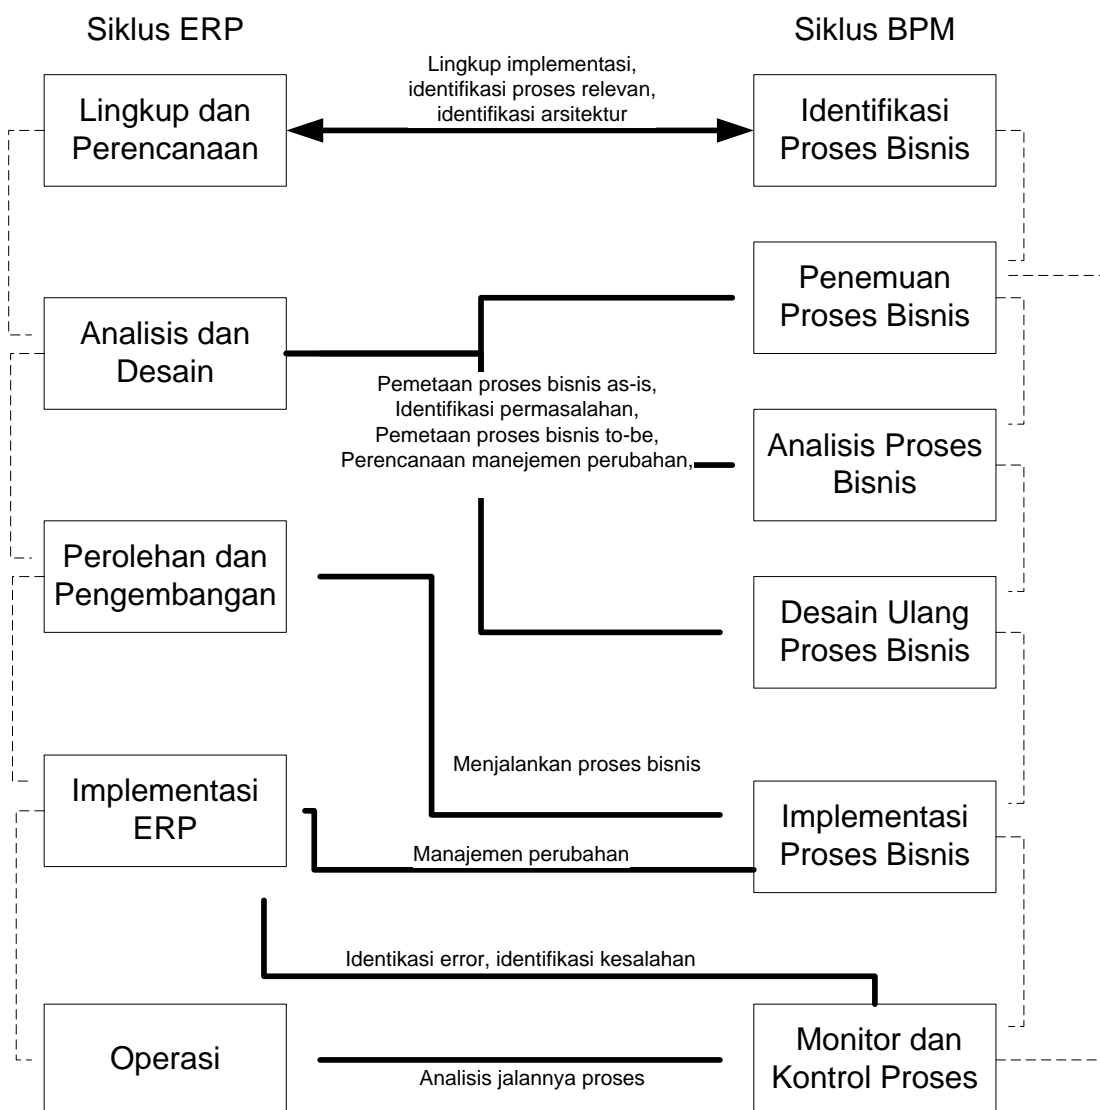 Siklus ERP
Siklus BPM
Lingkup dan
Perencanaan
Lingkup implementasi,
identifikasi proses relevan,
identifikasi arsitektur
Identifikasi
Proses Bisnis
Penemuan
Proses Bisnis
Analisis dan
Desain
Pemetaan proses bisnis as-is,
Identifikasi permasalahan,
Pemetaan proses bisnis to-be,
Perencanaan manejemen perubahan,
Analisis Proses
Bisnis
Perolehan dan
Pengembangan
Desain Ulang
Proses Bisnis
Menjalankan proses bisnis
Implementasi
ERP
Implementasi
Proses Bisnis
Manajemen perubahan
Identikasi error, identifikasi kesalahan
Operasi
Monitor dan
Kontrol Proses
Analisis jalannya proses